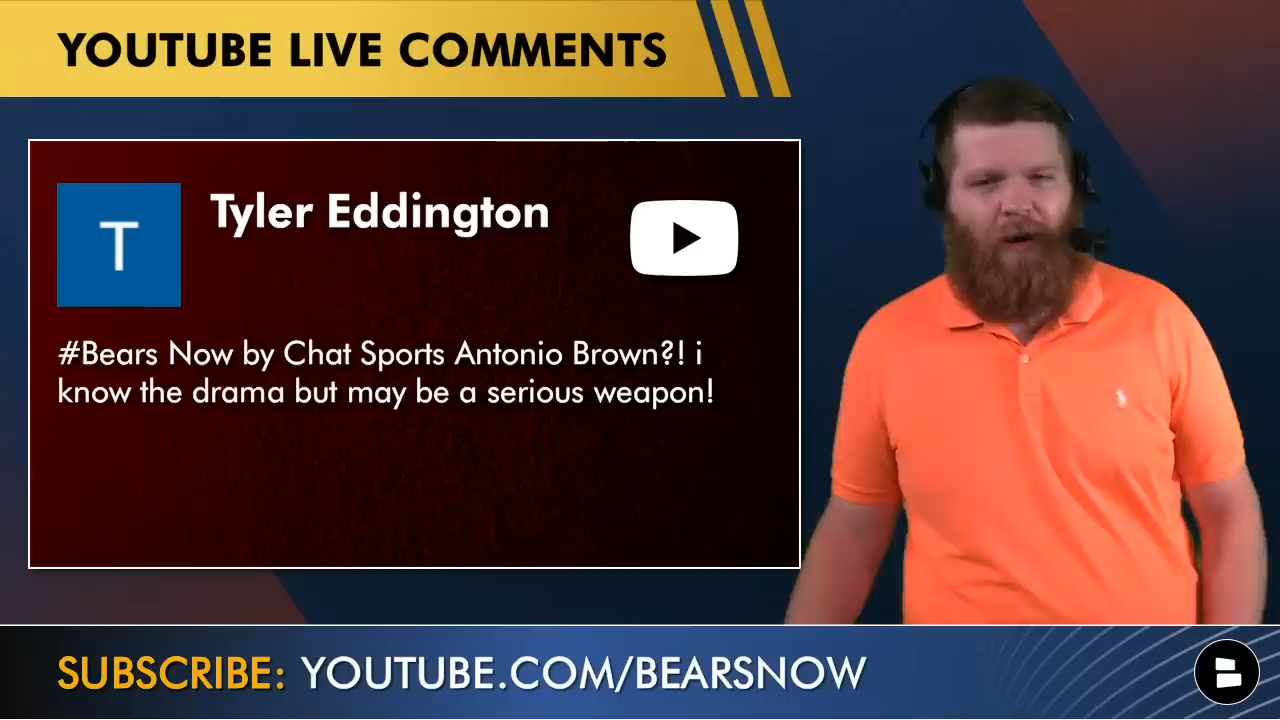 YOUTUBE LIVE COMMENTS
T
Tyler Eddington
#Bears Now by Chat Sports Antonio Brown?! i
know the drama but may be a serious weapon!
SUBSCRIBE: YOUTUBE.COM/BEARSNOW